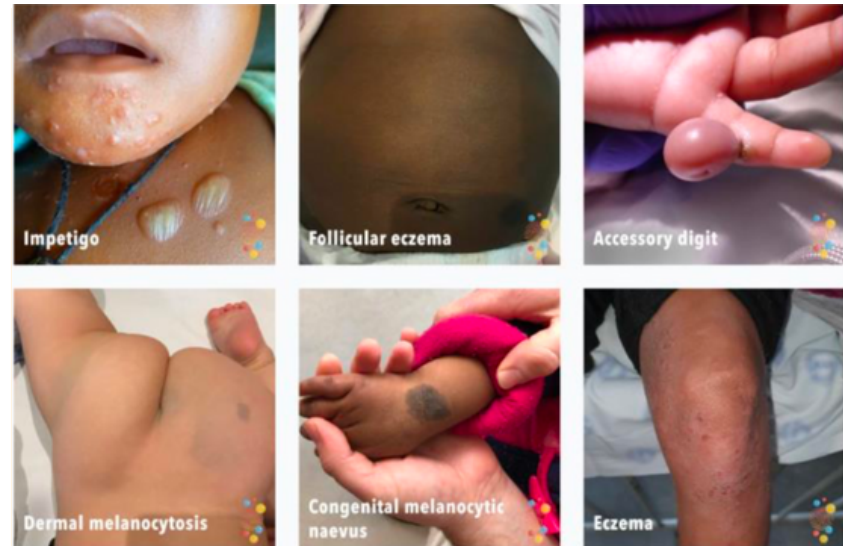 Impetigo
Follicular eczema
Accessory digit
Dermal melanocytosis
Congenital melanocytic
naevus
Eczema